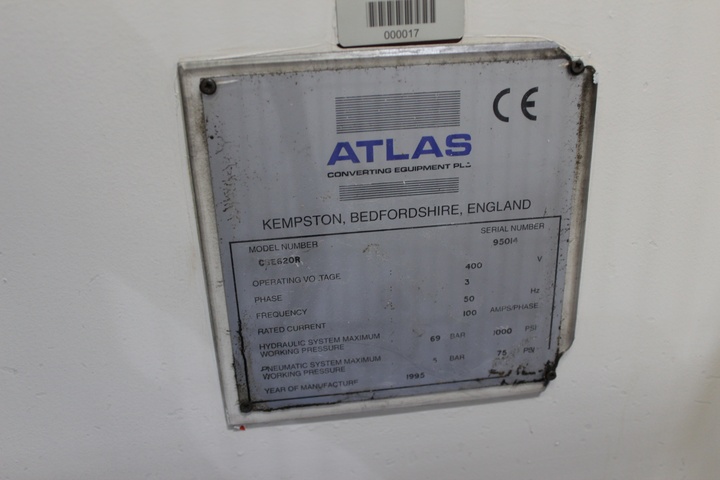 000017
CE
ATLAS
CONVERTING EQUIPMENT PLC
KEMPSTON, BEDFORDSHIRE, ENGLAND
MODEL NUMBER SERIAL NUMBER
95014
OPERATING VOLTAGE 400 V
PHASE 3
FREQUENCY 50 Hz
RATED CURRENT 100 AMPS/PHASE
HYDRAULIC SYSTEM MAXIMUM
WORKING PRESSURE 69 BAR 1000 PSI
PNEUMATIC SYSTEM MAXIMUM
WORKING PRESSURE BAR 75 PSI
YEAR OF MANUFACTURE 1995